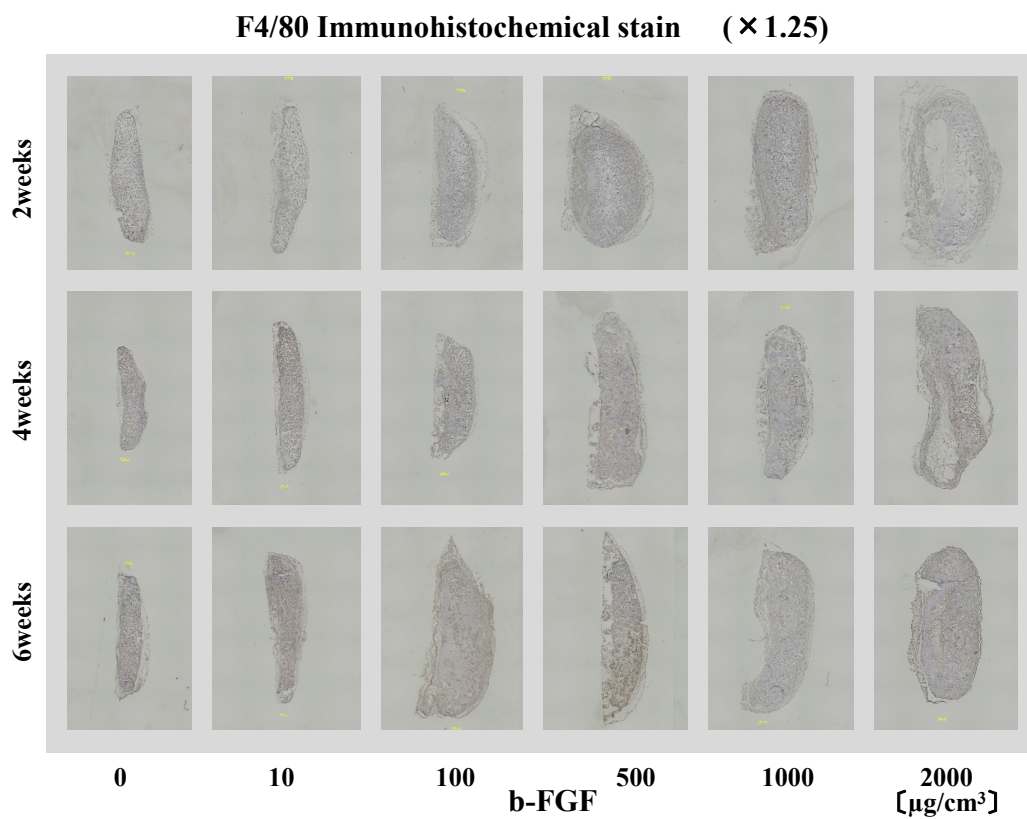 F4/80 Immunohistochemical stain (×1.25)
2weeks
4weeks
6weeks
0 10 100 500 1000 2000
b-FGF 〔μg/cm³〕